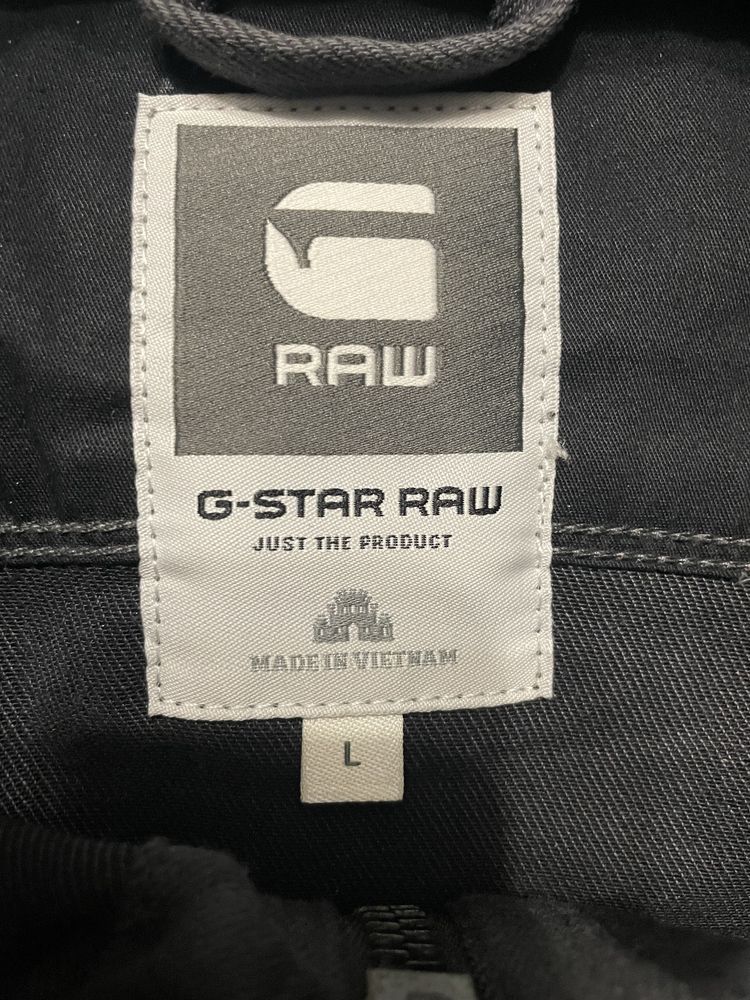 G
RAW
G-STAR RAW
JUST THE PRODUCT
MADE IN VIETNAM
L